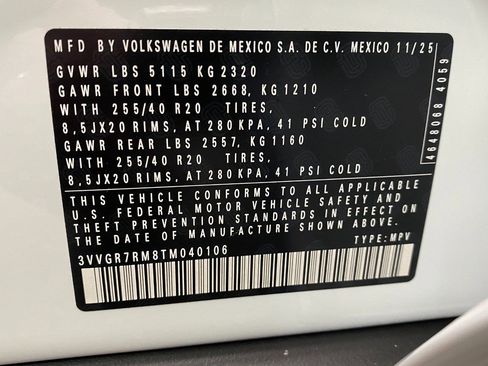 MFD BY VOLKSWAGEN DE MEXICO S.A. DE C.V. MEXICO 11/25
GVWR LBS 5115 KG 2320
GAWR FRONT LBS 2668, KG 1210
WITH 255/40 R20 TIRES,
8,5JX20 RIMS, AT 280 KPA, 41 PSI COLD
GAWR REAR LBS 2557, KG 1160
WITH 255/40 R20 TIRES,
8,5JX20 RIMS, AT 280 KPA, 41 PSI COLD
THIS VEHICLE CONFORMS TO ALL APPLICABLE
U.S. FEDERAL MOTOR VEHICLE SAFETY AND
THEFT PREVENTION STANDARDS IN EFFECT ON
THE DATE OF MANUFACTURE SHOWN ABOVE.
3VVGR7RM8TM040106 TYPE: MPV
4648068 4059